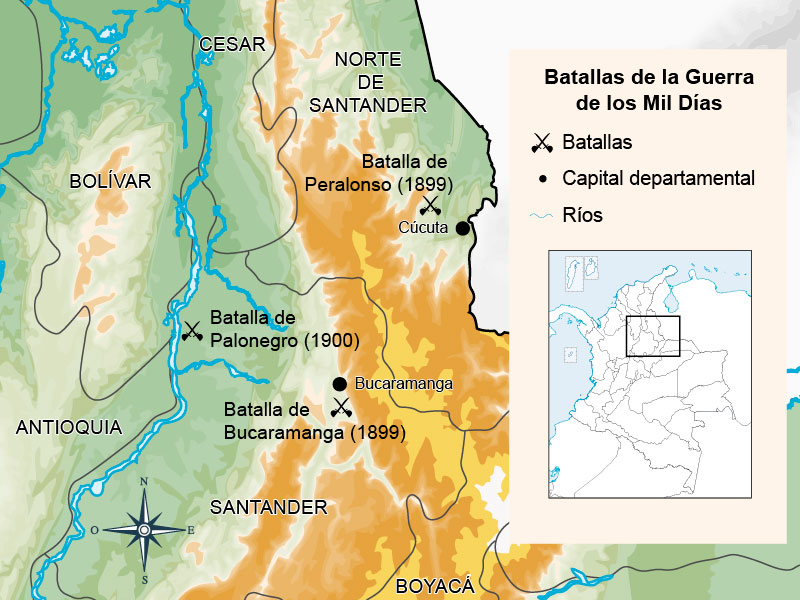 CESAR
NORTE
DE
SANTANDER
Batalla de
Peralonso (1899)
BOLÍVAR
Cúcuta
Batalla de
Palonegro (1900)
Bucaramanga
Batalla de
Bucaramanga (1899)
ANTIOQUIA
SANTANDER
BOYACÁ
N
O
E
S
Batallas de la Guerra
de los Mil Días
Batallas
Capital departamental
Ríos